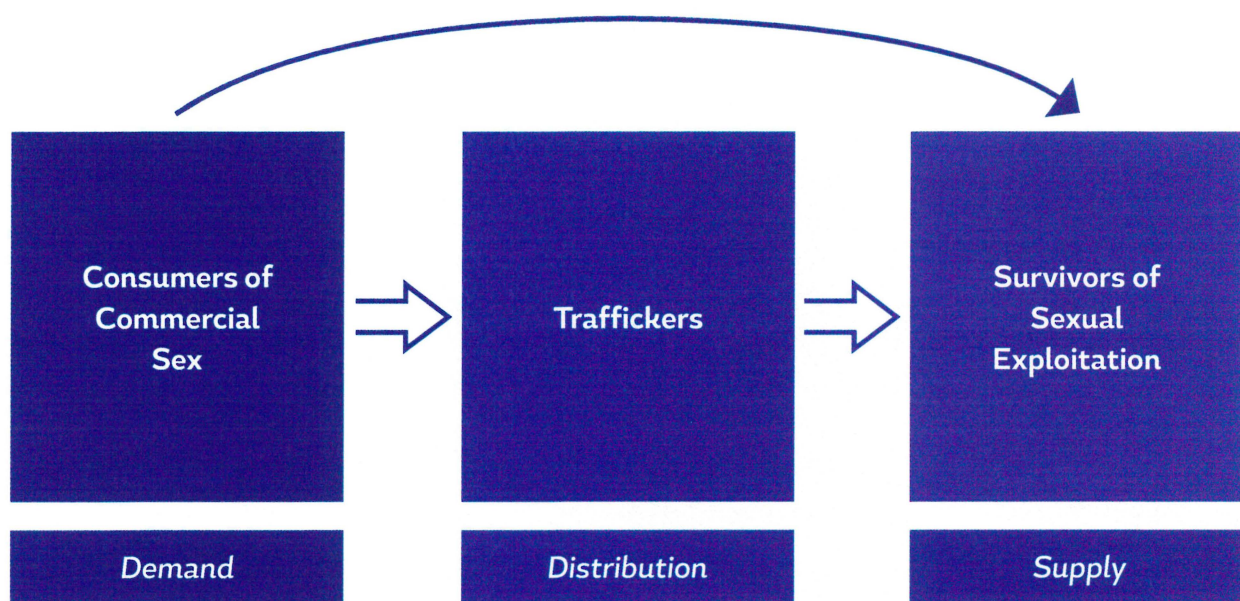 Consumers of
Commercial
Sex
Traffickers
Survivors of
Sexual
Exploitation
Demand
Distribution
Supply